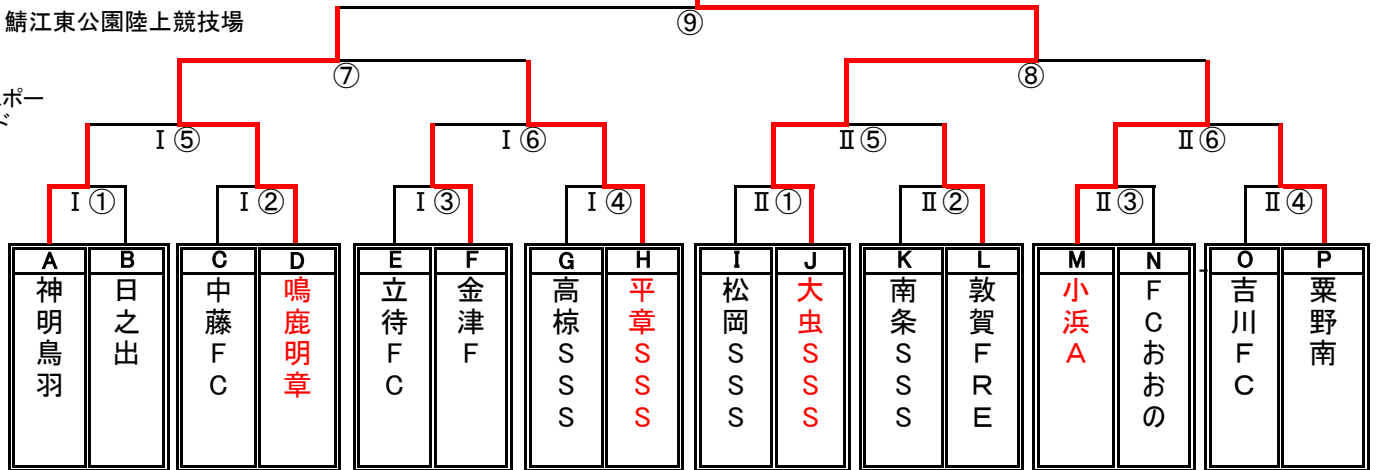 鯖江東公園陸上競技場
⑨
⑦
⑧
スポー
ド
Ⅰ⑤
Ⅰ⑥
Ⅱ⑤
Ⅱ⑥
Ⅰ①
Ⅰ②
Ⅰ③
Ⅰ④
Ⅱ①
Ⅱ②
Ⅱ③
Ⅱ④
A
B
C
D
E
F
G
H
I
J
K
L
M
N
O
P
神明鳥羽
日之出
中藤FC
鳴鹿明章
立待FC
金津F
高椋SSS
平章SSS
松岡SSS
大虫SSS
南条SSS
敦賀FRE
小浜A
FCおおの
吉川FC
粟野南